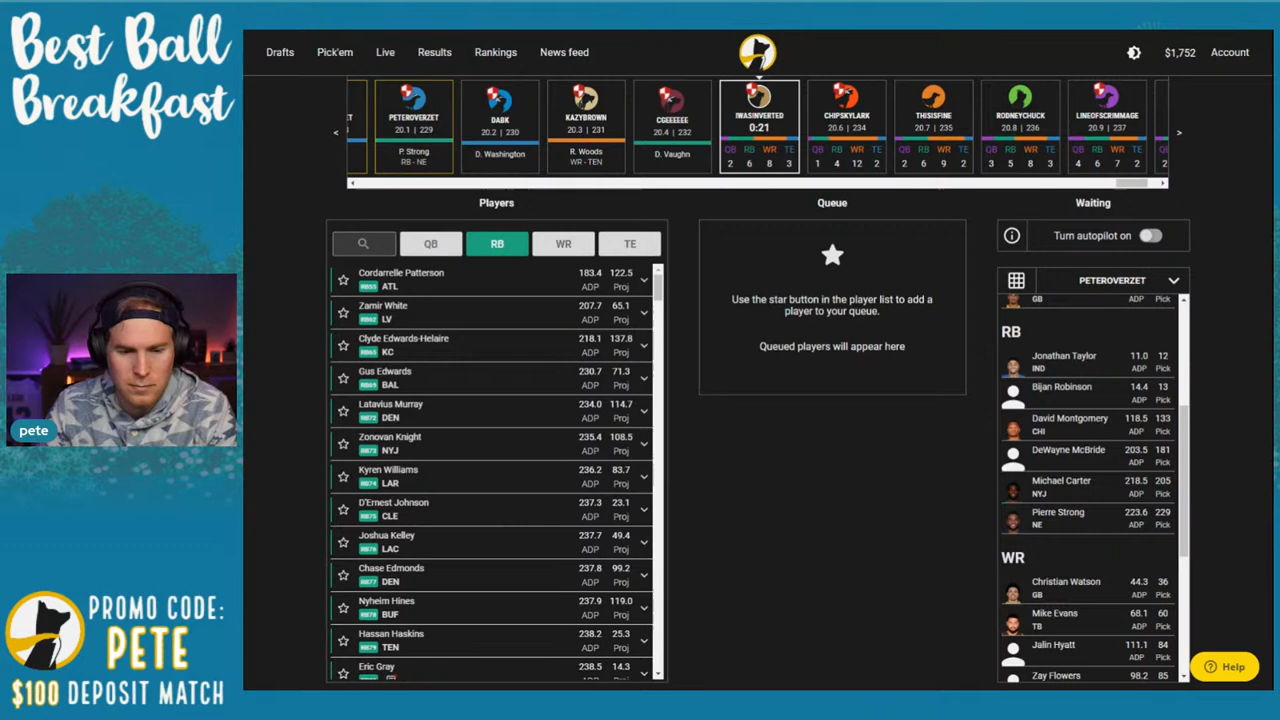 Best Ball
Breakfast
Drafts Pick'em Live Results Rankings News feed $1,752 Account
PETEROVERZET
20.1 | 229
P. Strong
RB - NE
DABK
20.2 | 230
D. Washington
KAZYBROWN
20.3 | 231
R. Woods
WR - TEN
CGEEEEEE
20.4 | 232
D. Vaughn
IWASINVERTED
0:21
QB RB WR TE
2 6 8 3
CHIPSKYLARK
20.6 | 234
QB RB WR TE
1 4 12 2
THISISFINE
20.7 | 235
QB RB WR TE
2 6 9 2
RODNEYCHUCK
20.8 | 236
QB RB WR TE
3 5 8 3
LINEOFSCRIMMAGE
20.9 | 237
QB RB WR TE
4 6 7 2
Players
QB RB WR TE
Cordarrelle Patterson 183.4 122.5
RB55 ATL ADP Proj
Zamir White 207.7 65.1
RB62 LV ADP Proj
Clyde Edwards-Helaire 218.1 137.8
RB65 KC ADP Proj
Gus Edwards 230.7 71.3
RB69 BAL ADP Proj
Latavius Murray 234.0 114.7
RB72 DEN ADP Proj
Zonovan Knight 235.4 108.5
RB73 NYJ ADP Proj
Kyren Williams 236.2 83.7
RB74 LAR ADP Proj
D'Ernest Johnson 237.3 23.1
RB75 CLE ADP Proj
Joshua Kelley 237.7 49.4
RB76 LAC ADP Proj
Chase Edmonds 237.8 99.2
RB77 DEN ADP Proj
Nyheim Hines 237.9 119.0
RB78 BUF ADP Proj
Hassan Haskins 238.2 25.3
RB79 TEN ADP Proj
Eric Gray 238.5 14.3
Queue
Use the star button in the player list to add a
player to your queue.
Queued players will appear here
Waiting
Turn autopilot on
PETEROVERZET
GB ADP Pick
RB
Jonathan Taylor 11.0 12
IND ADP Pick
Bijan Robinson 14.4 13
ADP Pick
David Montgomery 118.5 133
CHI ADP Pick
DeWayne McBride 203.5 181
ADP Pick
Michael Carter 218.5 205
NYJ ADP Pick
Pierre Strong 223.6 229
NE ADP Pick
WR
Christian Watson 44.3 36
GB ADP Pick
Mike Evans 68.1 60
TB ADP Pick
Jalin Hyatt 111.1 84
ADP Pick
Zay Flowers 98.2 85
Help
pete
PROMO CODE:
PETE
$100 DEPOSIT MATCH